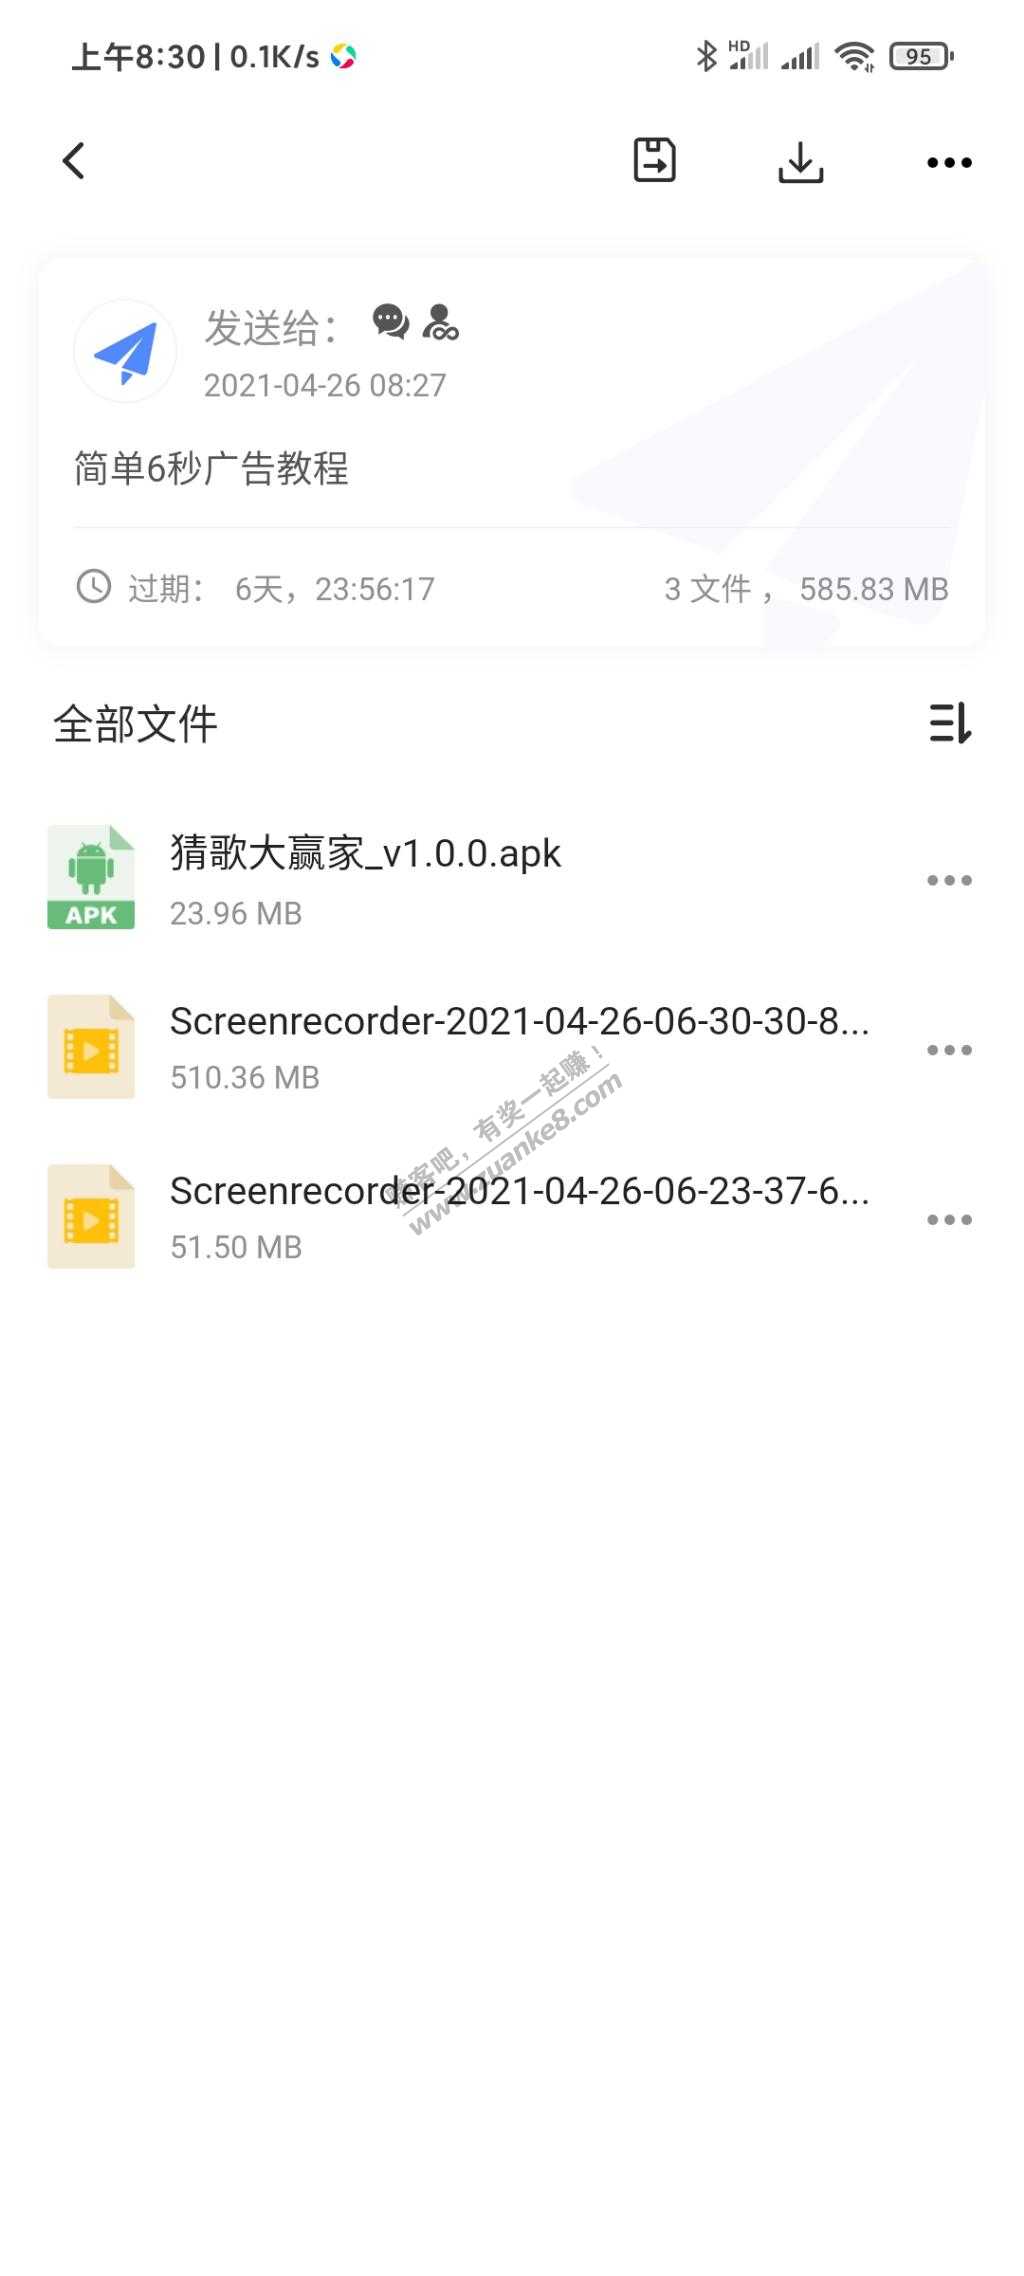 上午8:30 | 0.1K/s
HD
95
发送给：
2021-04-26 08:27
简单6秒广告教程
过期： 6天，23:56:17
3 文件， 585.83 MB
全部文件
猜歌大赢家_v1.0.0.apk
APK
23.96 MB
Screenrecorder-2021-04-26-06-30-30-8...
510.36 MB
Screenrecorder-2021-04-26-06-23-37-6...
51.50 MB
赚客吧，有奖一起赚！
www.zuanke8.com